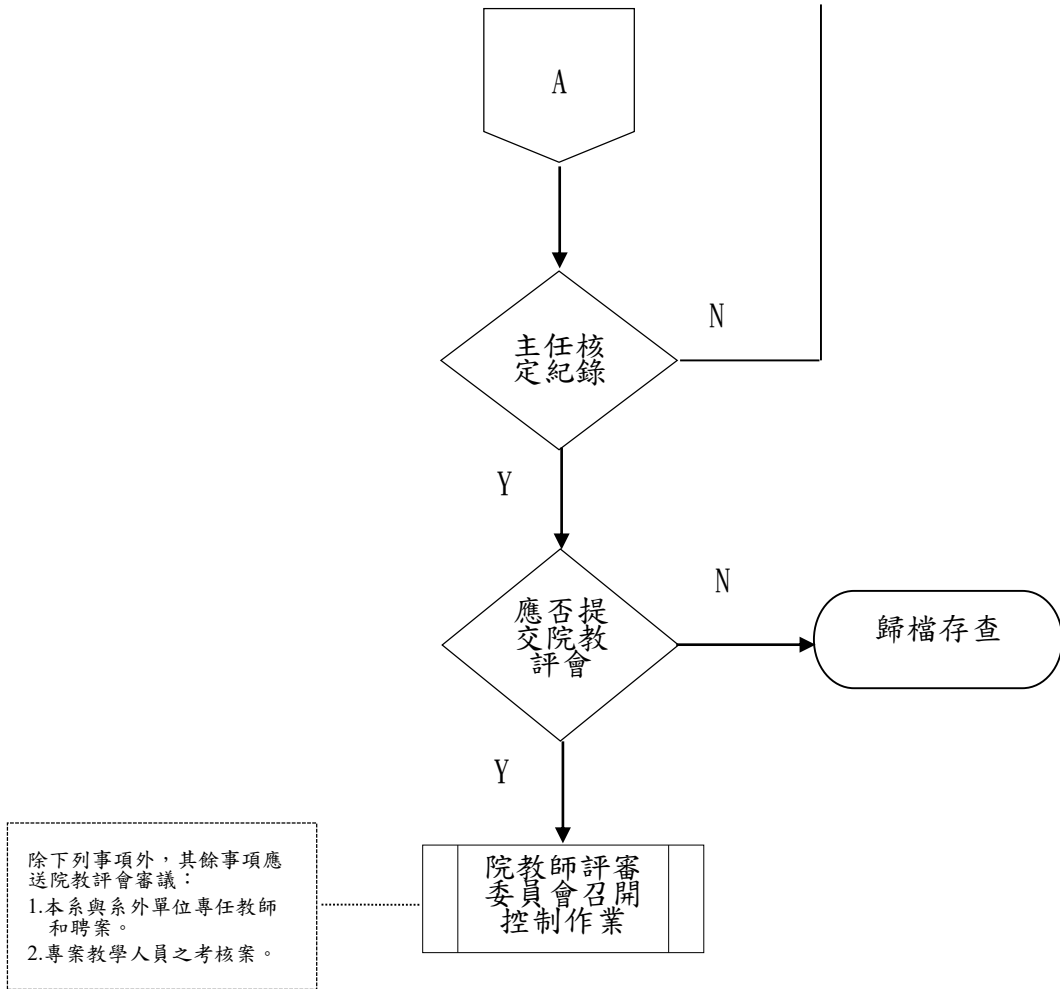 A
主任核
定紀錄
N
Y
應否提
交院教
評會
N
歸檔存查
Y
院教師評審
委員會召開
控制作業
除下列事項外，其餘事項應
送院教評會審議：
1.本系與系外單位專任教師
和聘案。
2.專案教學人員之考核案。